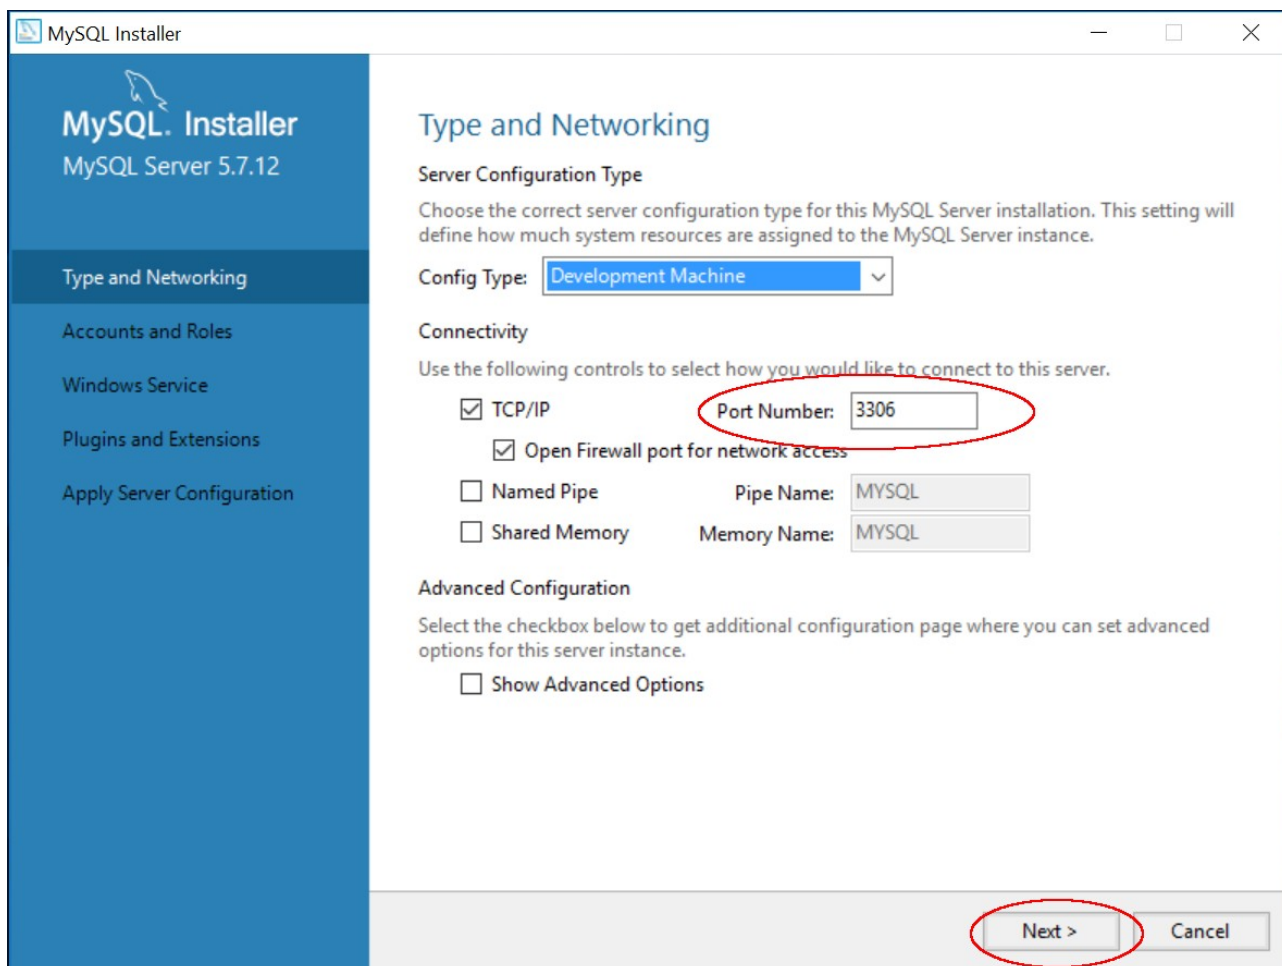 MySQL Installer
MySQL. Installer
MySQL Server 5.7.12
Type and Networking
Accounts and Roles
Windows Service
Plugins and Extensions
Apply Server Configuration
Type and Networking
Server Configuration Type
Choose the correct server configuration type for this MySQL Server installation. This setting will
define how much system resources are assigned to the MySQL Server instance.
Config Type: Development Machine
Connectivity
Use the following controls to select how you would like to connect to this server.
TCP/IP Port Number: 3306
Open Firewall port for network access
Named Pipe Pipe Name: MYSQL
Shared Memory Memory Name: MYSQL
Advanced Configuration
Select the checkbox below to get additional configuration page where you can set advanced
options for this server instance.
Show Advanced Options
Next > Cancel